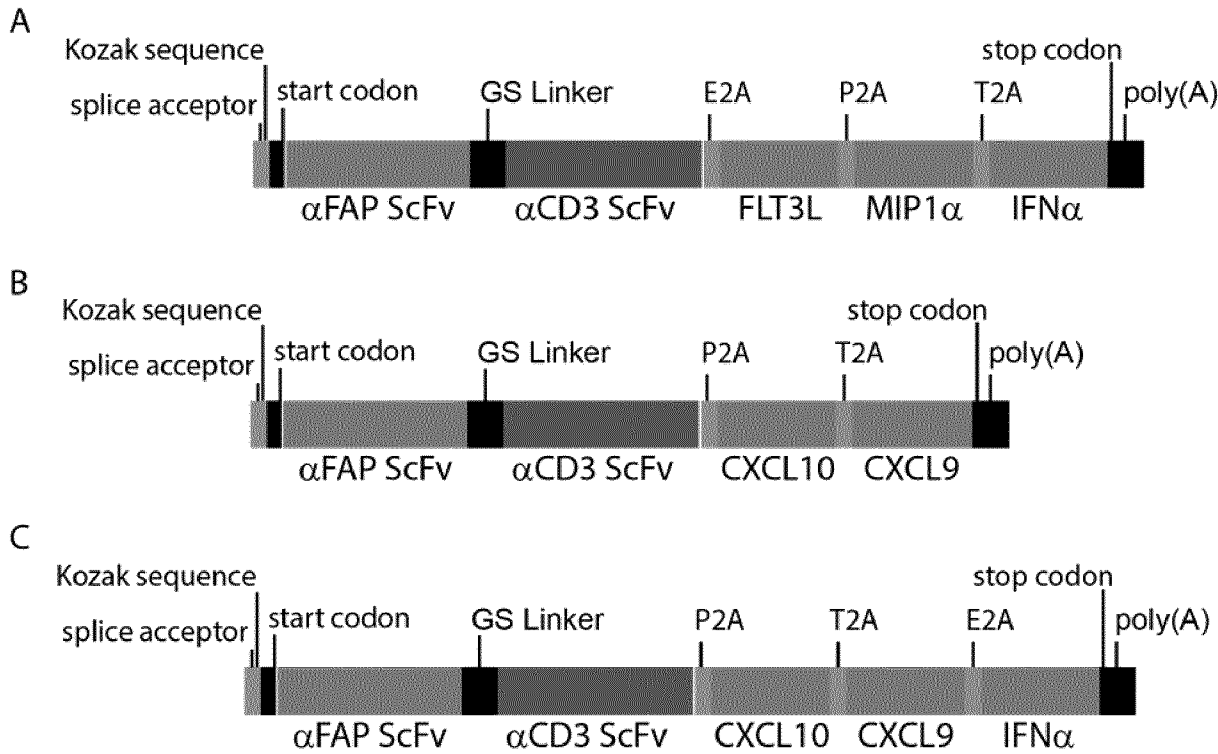 A
Kozak sequence
stop codon
splice acceptor
start codon
GS Linker
E2A
P2A
T2A
poly(A)
αFAP ScFv
αCD3 ScFv
FLT3L
MIP1α
IFNα
B
Kozak sequence
stop codon
splice acceptor
start codon
GS Linker
P2A
T2A
poly(A)
αFAP ScFv
αCD3 ScFv
CXCL10
CXCL9
C
Kozak sequence
stop codon
splice acceptor
start codon
GS Linker
P2A
T2A
E2A
poly(A)
αFAP ScFv
αCD3 ScFv
CXCL10
CXCL9
IFNα